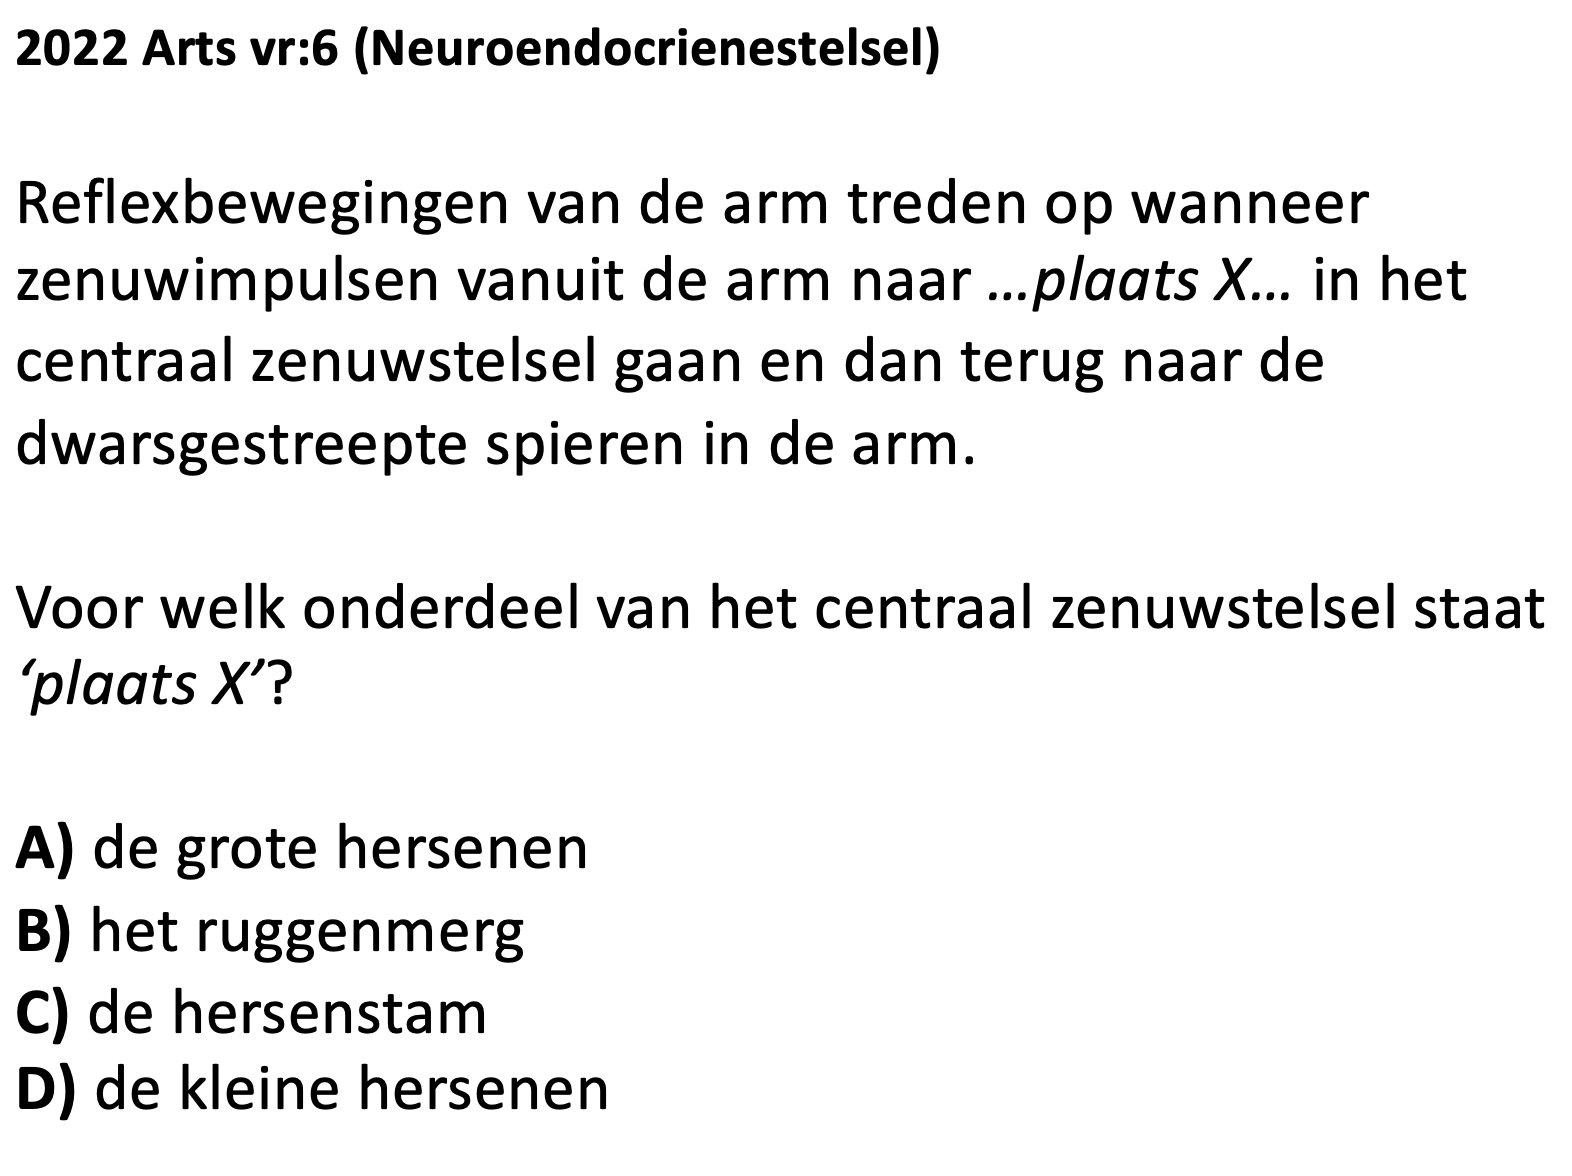 2022 Arts vr:6 (Neuroendocrienestelsel)
Reflexbewegingen van de arm treden op wanneer
zenuwimpulsen vanuit de arm naar ...plaats X... in het
centraal zenuwstelsel gaan en dan terug naar de
dwarsgestreepte spieren in de arm.
Voor welk onderdeel van het centraal zenuwstelsel staat
‘plaats X’?
A) de grote hersenen
B) het ruggenmerg
C) de hersenstam
D) de kleine hersenen